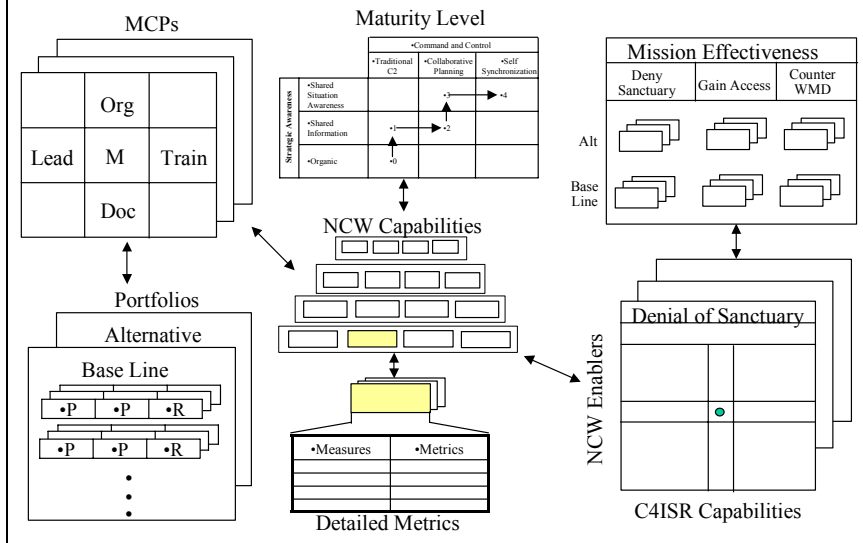 MCPs
Org
Lead M Train
Doc
Maturity Level
•Command and Control
•Traditional C2
•Collaborative Planning
•Self Synchronization
Strategic Awareness
•Shared Situation Awareness
•3
•4
•Shared Information
•1
•2
•Organic
•0
Mission Effectiveness
Deny Sanctuary
Gain Access
Counter WMD
Alt
Base Line
NCW Capabilities
Portfolios
Alternative
Base Line
•P •P •R
•P •P •R
•Measures •Metrics
Detailed Metrics
Denial of Sanctuary
NCW Enablers
C4ISR Capabilities